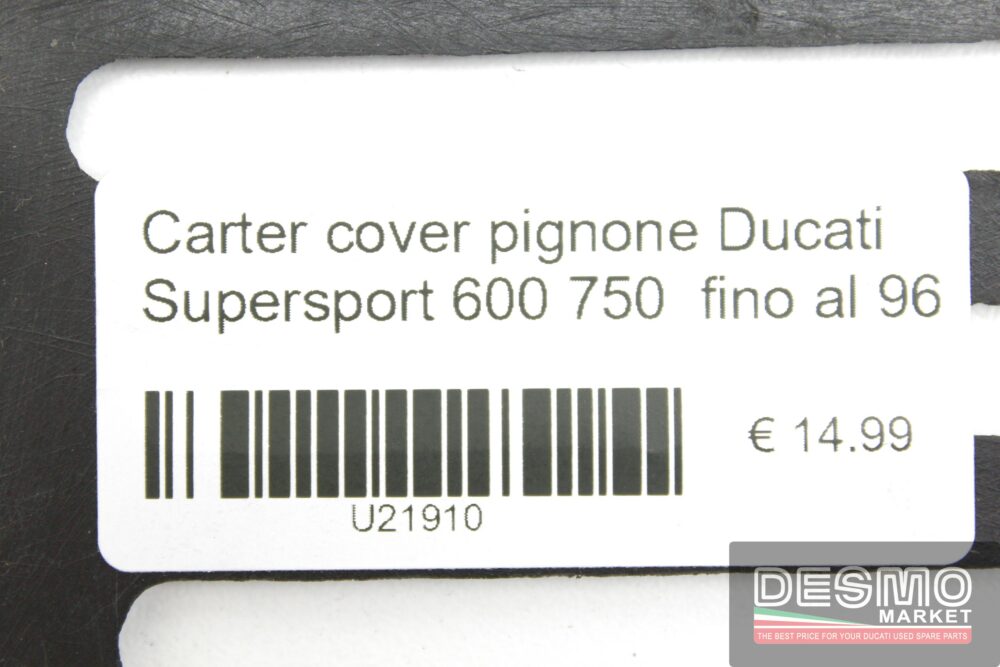 Carter cover pignone Ducati
Supersport 600 750 fino al 96
€ 14.99
U21910
DESMO
MARKET
THE BEST PRICE FOR YOUR DUCATI USED SPARE PARTS